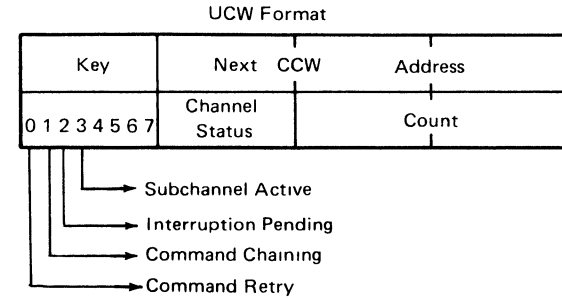 UCW Format
Key Next CCW Address
Channel
Status
Count
0 1 2 3 4 5 6 7
Subchannel Active
Interruption Pending
Command Chaining
Command Retry